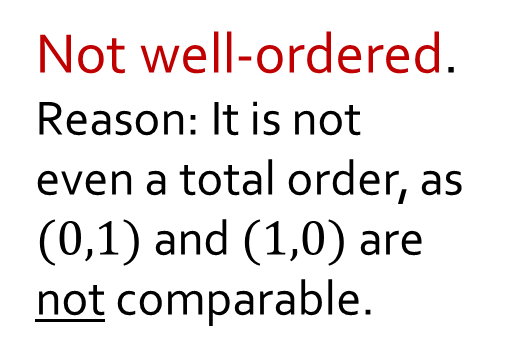 Not well-ordered.
Reason: It is not
even a total order, as
(0,1) and (1,0) are
not comparable.